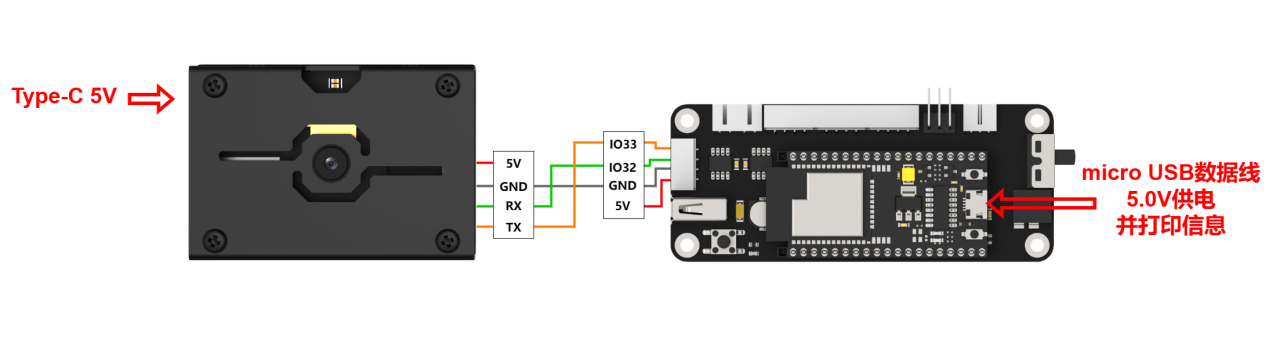 Type-C 5V
5V
GND
RX
TX
IO33
IO32
GND
5V
micro USB数据线
5.0V供电
并打印信息